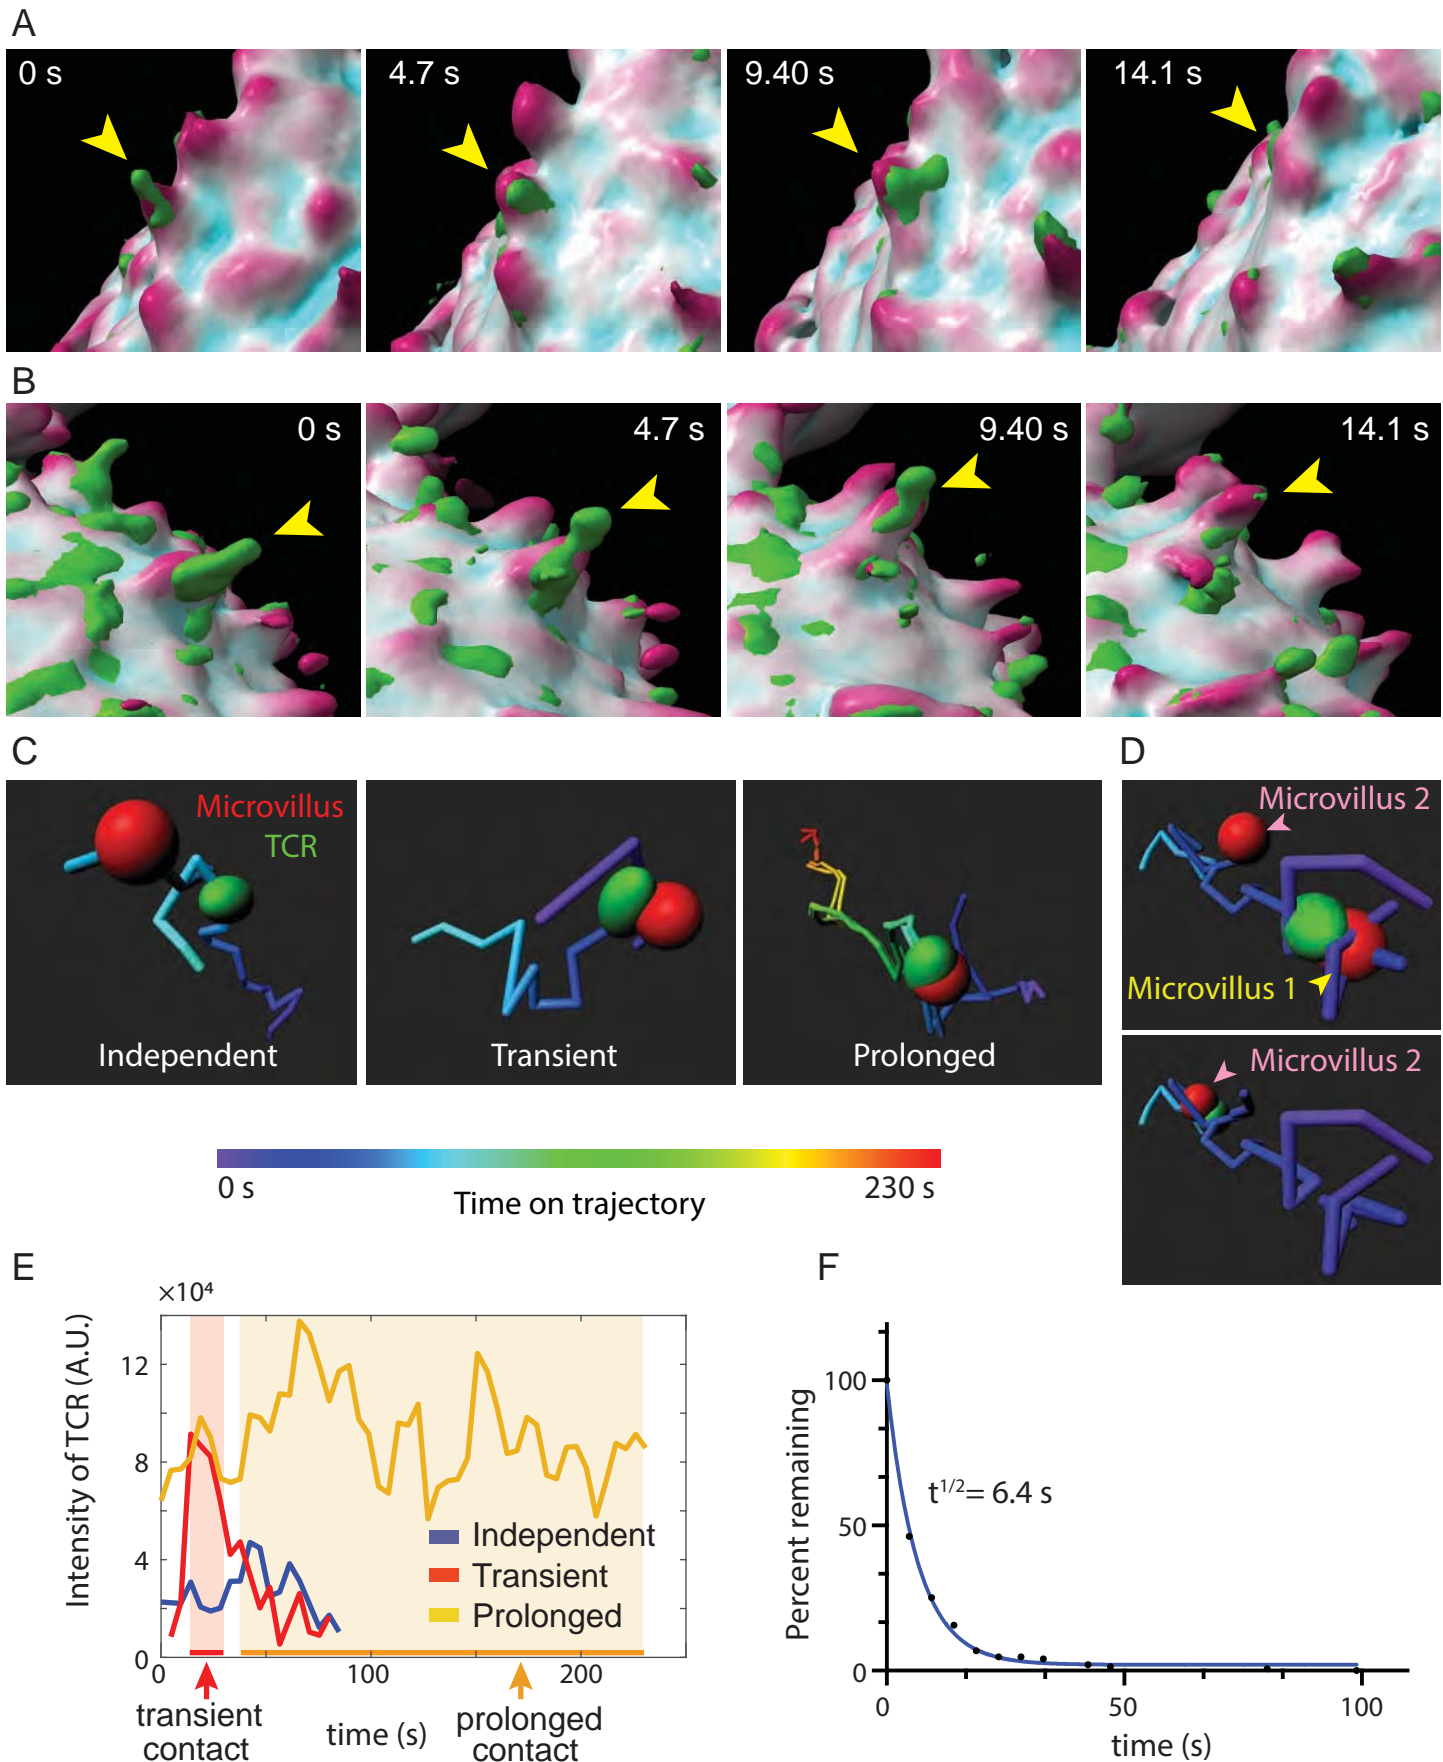 A
0 s
4.7 s
9.40 s
14.1 s
B
0 s
4.7 s
9.40 s
14.1 s
C
Microvillus
TCR
Independent
Transient
Prolonged
D
Microvillus 2
Microvillus 1
Microvillus 2
0 s
230 s
Time on trajectory
E
×10⁴
Intensity of TCR (A.U.)
12
8
4
0
Independent
Transient
Prolonged
0
100
200
time (s)
transient
contact
prolonged
contact
F
Percent remaining
100
50
0
t^{1/2}= 6.4 s
0
50
100
time (s)